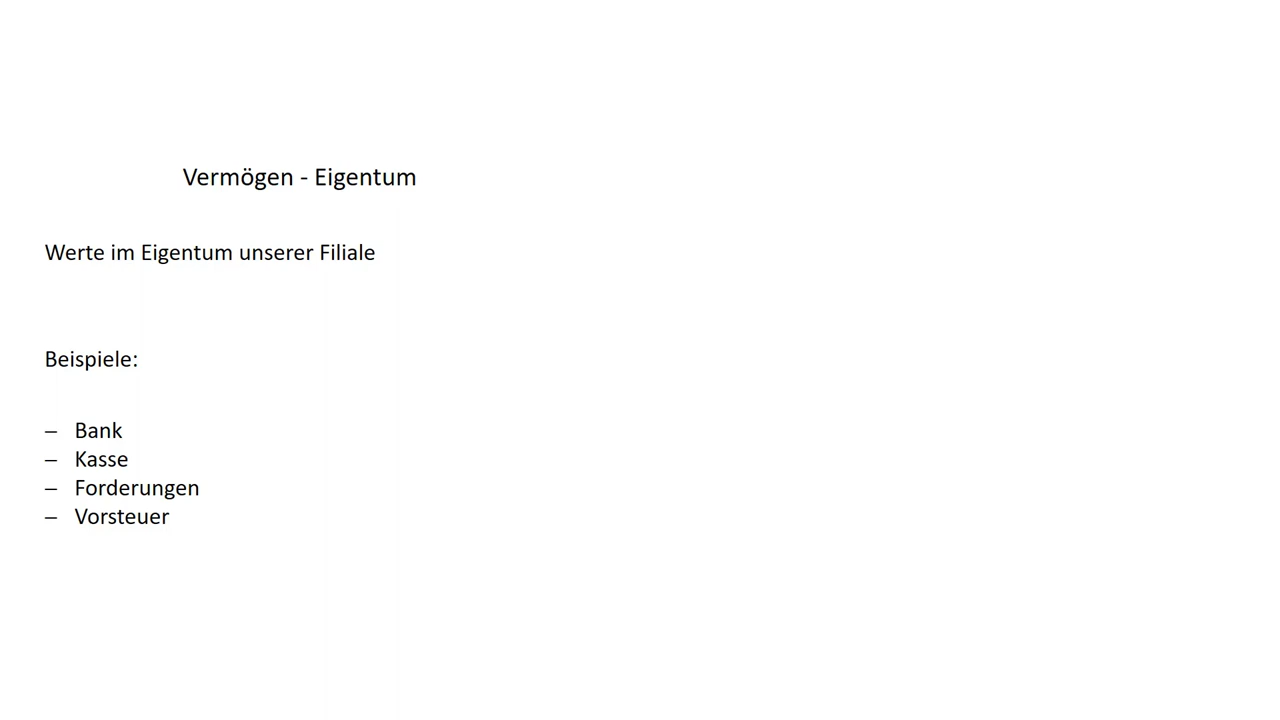 Vermögen - Eigentum
Werte im Eigentum unserer Filiale
Beispiele:
– Bank
– Kasse
– Forderungen
– Vorsteuer